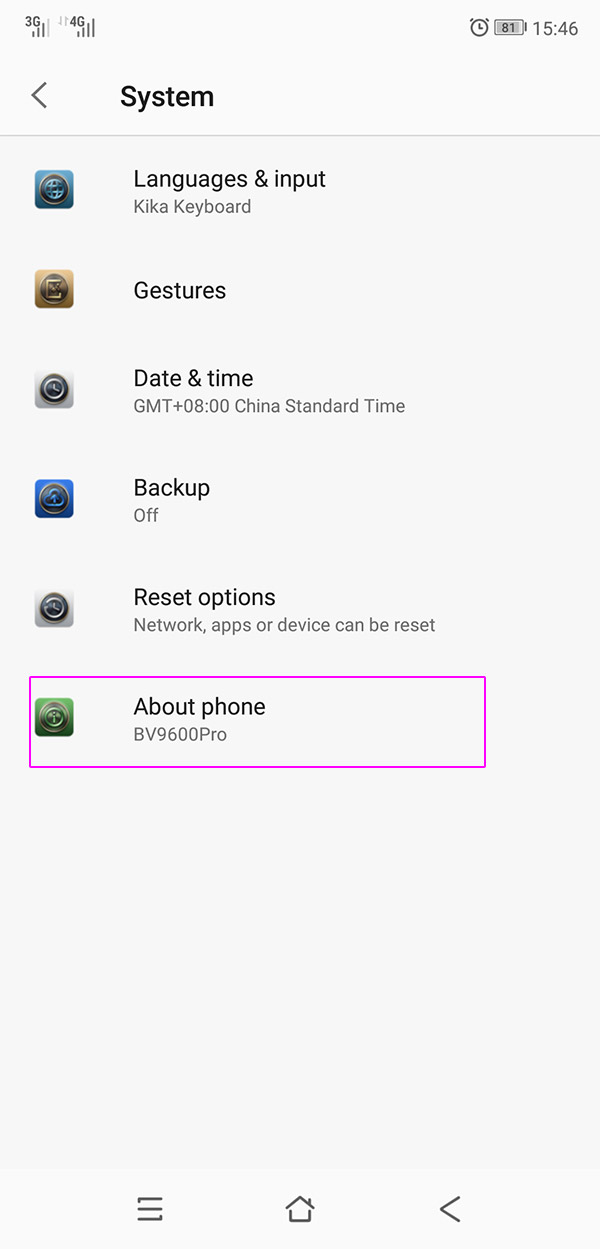 3G 4G 81 15:46
System
Languages & input
Kika Keyboard
Gestures
Date & time
GMT+08:00 China Standard Time
Backup
Off
Reset options
Network, apps or device can be reset
About phone
BV9600Pro